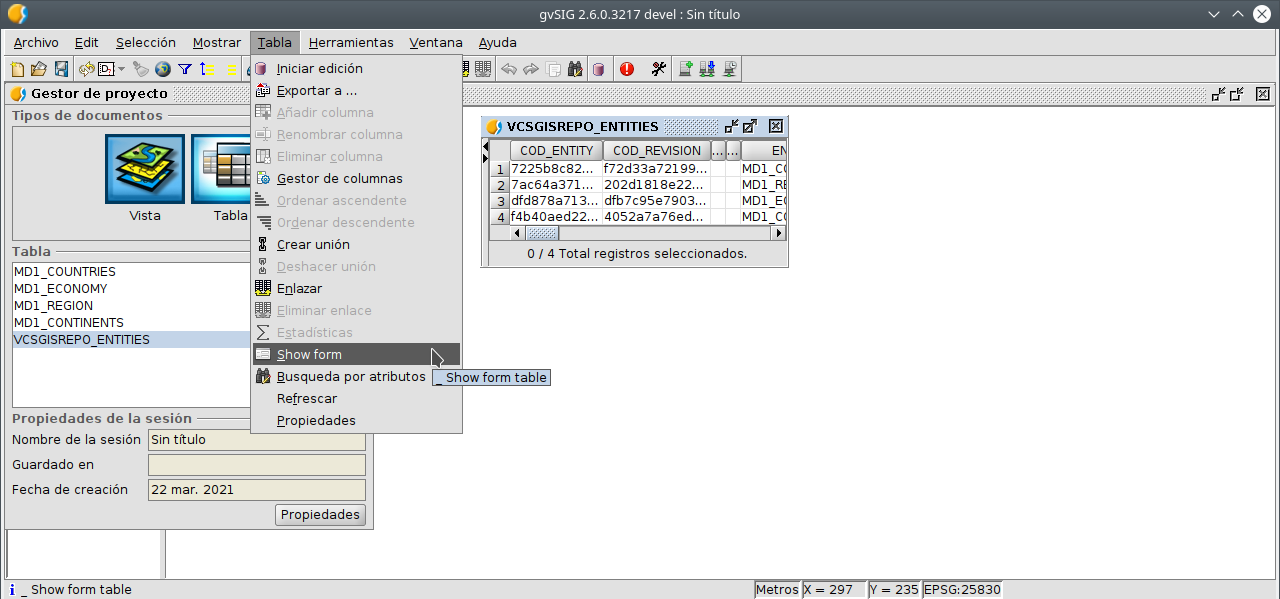 gvSIG 2.6.0.3217 devel : Sin título
Archivo Edit Selección Mostrar Tabla Herramientas Ventana Ayuda
Gestor de proyecto
Tipos de documentos
Vista
Tabla
Tabla
MD1_COUNTRIES
MD1_ECONOMY
MD1_REGION
MD1_CONTINENTS
VCSGISREPO_ENTITIES
Propiedades de la sesión
Nombre de la sesión Sin título
Guardado en
Fecha de creación 22 mar. 2021
Propiedades
Iniciar edición
Exportar a ...
Añadir columna
Renombrar columna
Eliminar columna
Gestor de columnas
Ordenar ascendente
Ordenar descendente
Crear unión
Deshacer unión
Enlazar
Eliminar enlace
Estadísticas
Show form
Busqueda por atributos
Refrescar
Propiedades
_ Show form table
VCSGISREPO_ENTITIES
COD_ENTITY COD_REVISION ... ... EN
1 7225b8c82... f72d33a72199... MD1_CO
2 7ac64a371... 202d1818e22... MD1_RE
3 dfd878a713... dfb7c95e7903... MD1_EC
4 f4b40aed22... 4052a7a76ed... MD1_CO
0 / 4 Total registros seleccionados.
_ Show form table
Metros X = 297 Y = 235 EPSG:25830